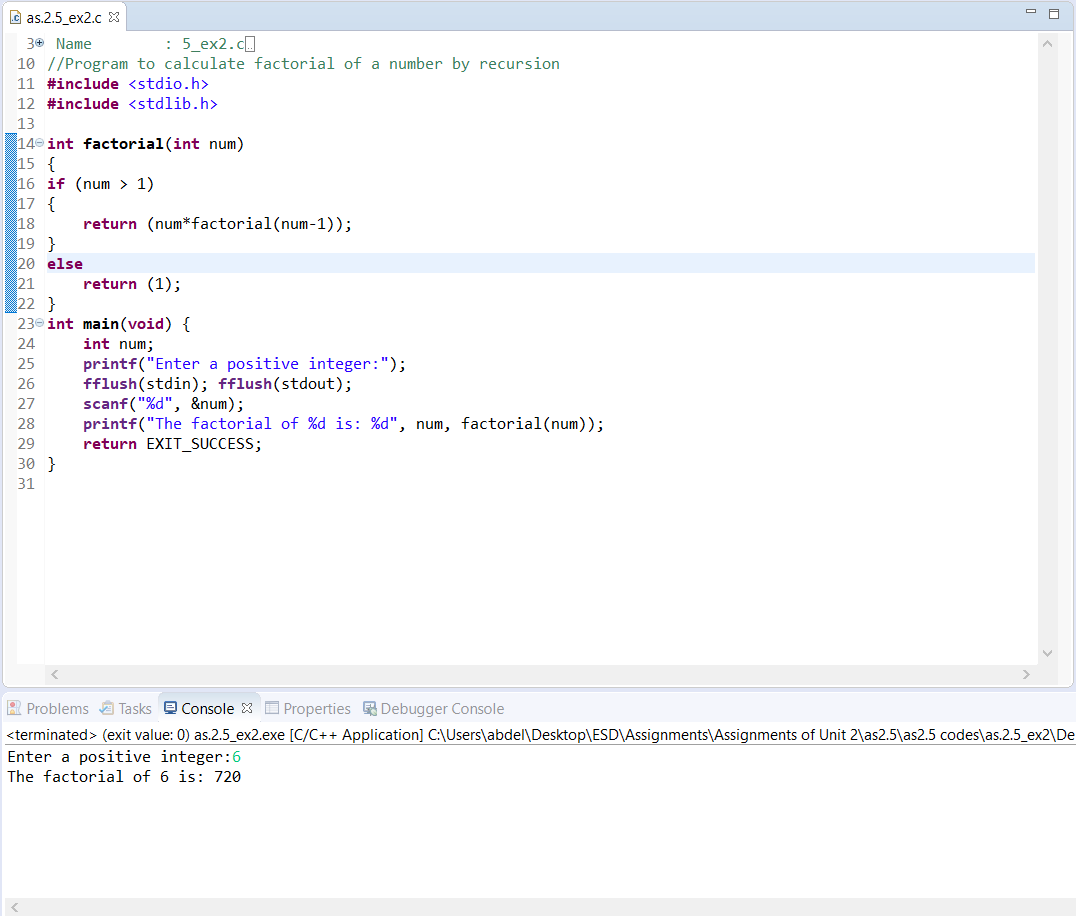 as.2.5_ex2.c
3 Name        : 5_ex2.c
10 //Program to calculate factorial of a number by recursion
11 #include <stdio.h>
12 #include <stdlib.h>
13
14 int factorial(int num)
15 {
16 if (num > 1)
17 {
18     return (num*factorial(num-1));
19 }
20 else
21     return (1);
22 }
23 int main(void) {
24     int num;
25     printf("Enter a positive integer:");
26     fflush(stdin); fflush(stdout);
27     scanf("%d", &num);
28     printf("The factorial of %d is: %d", num, factorial(num));
29     return EXIT_SUCCESS;
30 }
31
Problems Tasks Console Properties Debugger Console
<terminated> (exit value: 0) as.2.5_ex2.exe [C/C++ Application] C:\Users\abdel\Desktop\ESD\Assignments\Assignments of Unit 2\as2.5\as2.5 codes\as.2.5_ex2\De
Enter a positive integer:6
The factorial of 6 is: 720